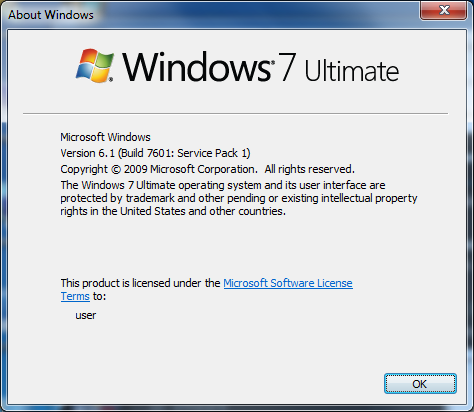 About Windows
Windows® 7 Ultimate
Microsoft Windows
Version 6.1 (Build 7601: Service Pack 1)
Copyright © 2009 Microsoft Corporation. All rights reserved.
The Windows 7 Ultimate operating system and its user interface are
protected by trademark and other pending or existing intellectual property
rights in the United States and other countries.
This product is licensed under the Microsoft Software License
Terms to:
user
OK